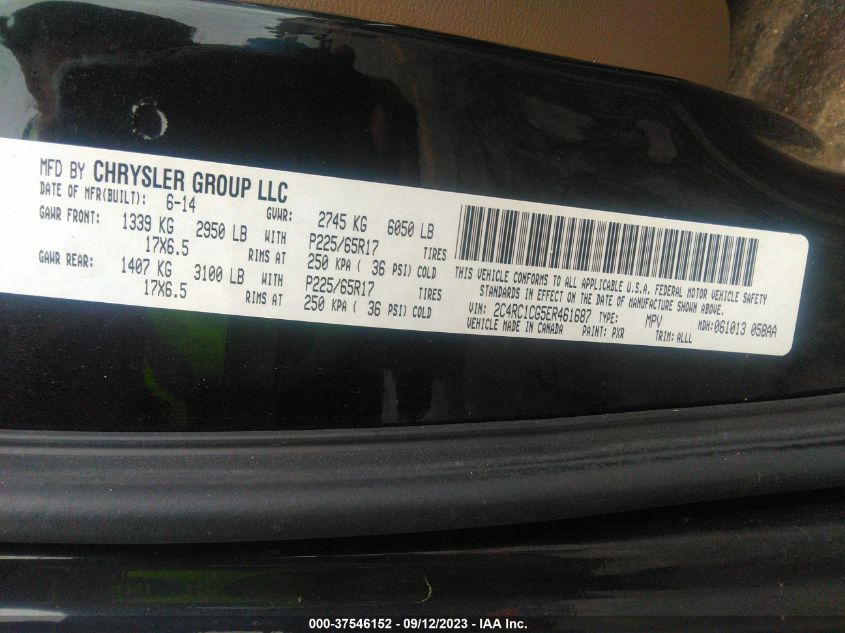 MFD BY CHRYSLER GROUP LLC
DATE OF MFR(BUILT): 6-14 GVWR: 2745 KG 6050 LB
GAWR FRONT: 1339 KG 2950 LB WITH P225/65R17 TIRES
17X6.5 RIMS AT 250 KPA ( 36 PSI) COLD
GAWR REAR: 1407 KG 3100 LB WITH P225/65R17 TIRES
17X6.5 RIMS AT 250 KPA ( 36 PSI) COLD
THIS VEHICLE CONFORMS TO ALL APPLICABLE U.S.A. FEDERAL MOTOR VEHICLE SAFETY
STANDARDS IN EFFECT ON THE DATE OF MANUFACTURE SHOWN ABOVE.
VIN: 2C4RC1CG5ER461687 TYPE: MPV MDH:061013 058AA
VEHICLE MADE IN CANADA PAINT: PXR TRIM: ALLL
000-37546152 - 09/12/2023 - IAA Inc.